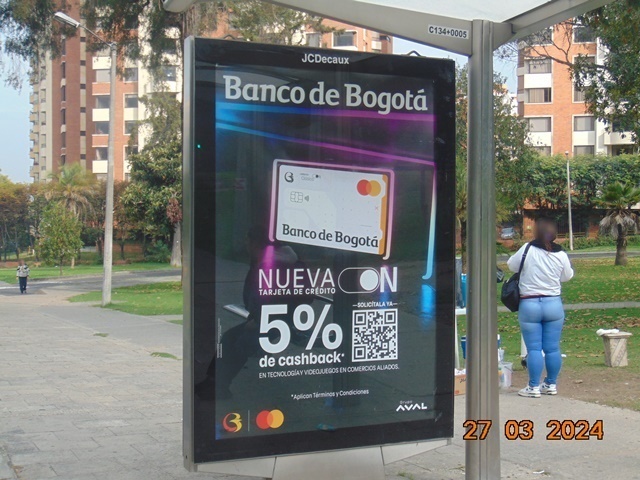 C134+0005
JCDecaux
Banco de Bogotá
Banco de Bogotá
NUEVA ON
TARJETA DE CRÉDITO
SOLICÍTALA YA
5%
de cashback*
EN TECNOLOGÍA Y VIDEOJUEGOS EN COMERCIOS ALIADOS.
*Aplican Términos y Condiciones
Grupo
AVAL
27 03 2024